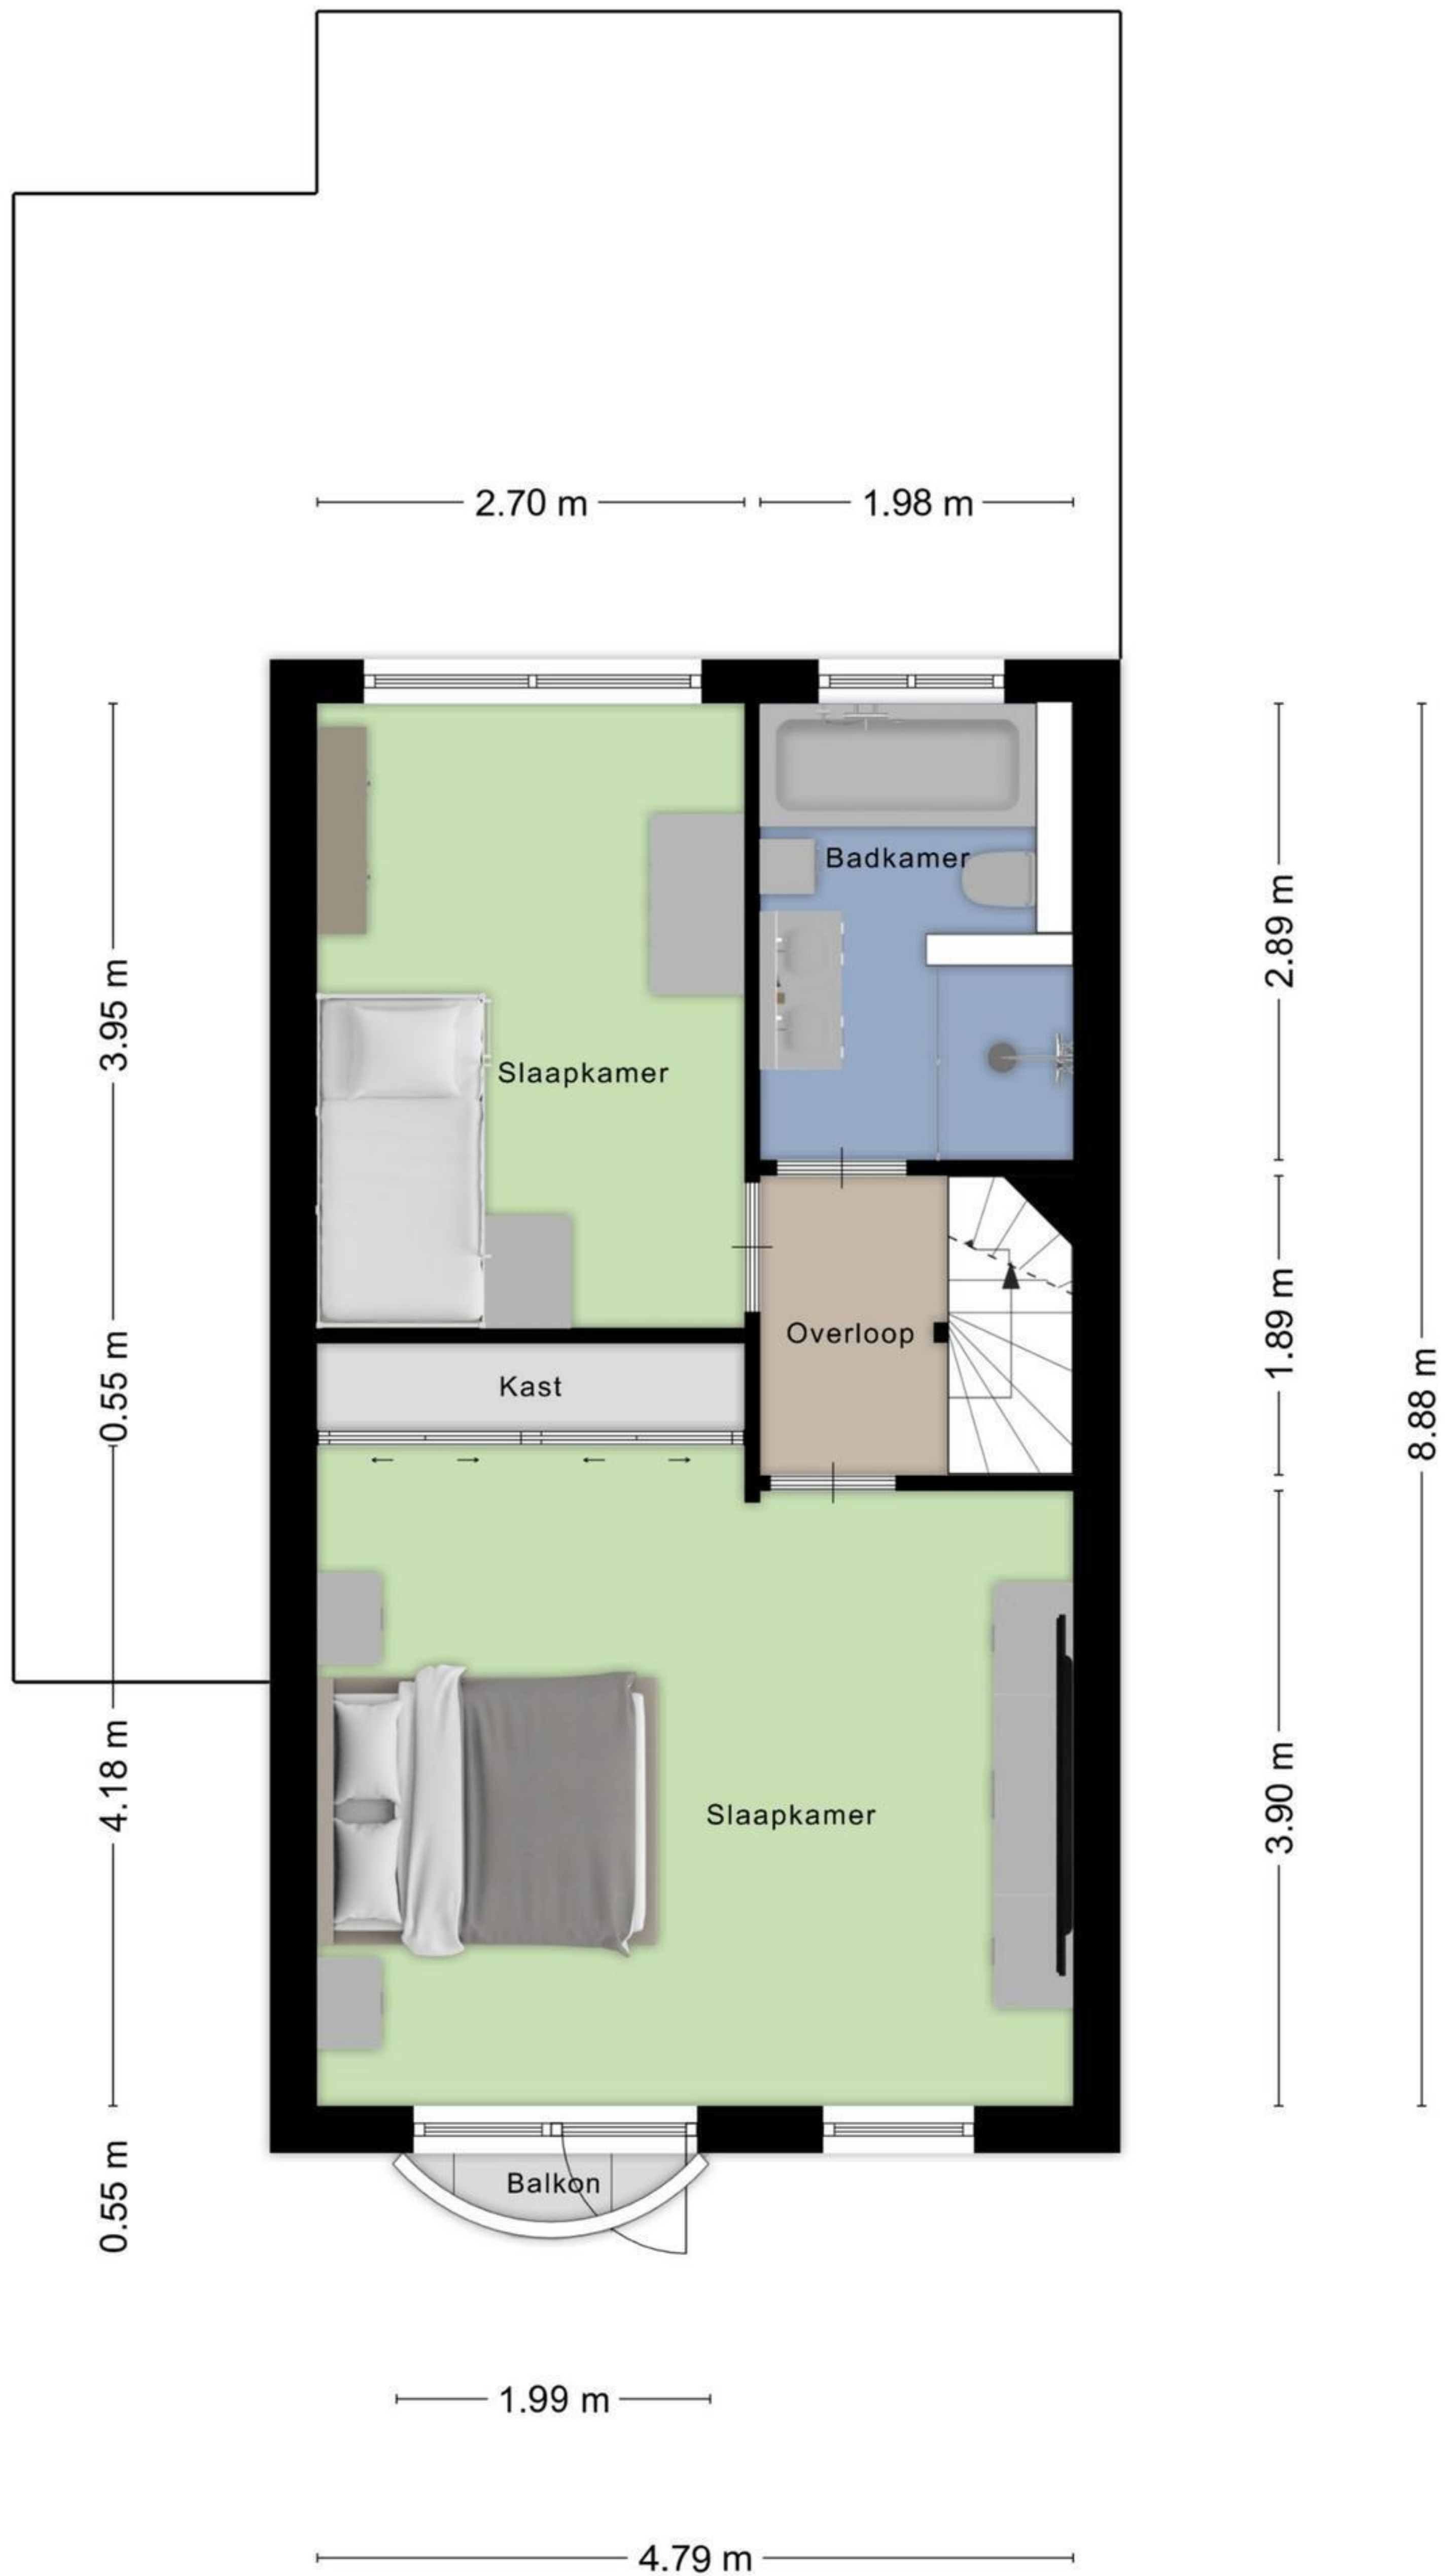 2.70 m
1.98 m
Badkamer
2.89 m
3.95 m
Slaapkamer
Overloop
1.89 m
0.55 m
Kast
8.88 m
4.18 m
Slaapkamer
3.90 m
Balkon
0.55 m
1.99 m
4.79 m